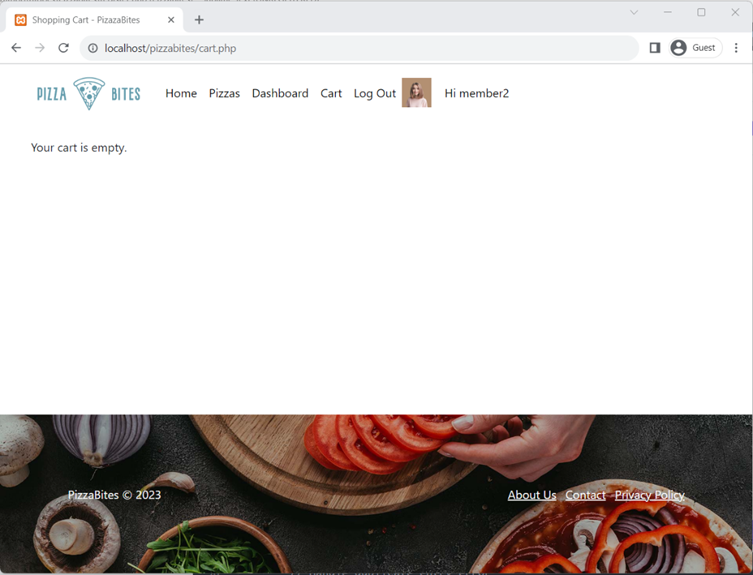 Shopping Cart - PizazaBites
localhost/pizzabites/cart.php
Guest
PIZZA BITES
Home Pizzas Dashboard Cart Log Out Hi member2
Your cart is empty.
PizzaBites © 2023
About Us Contact Privacy Policy